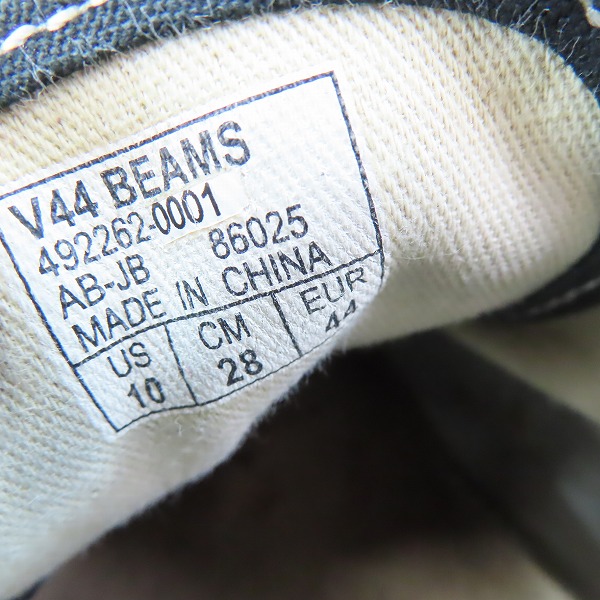 V44 BEAMS
492262-0001
AB-JB 86025
MADE IN CHINA
US CM EUR
10 28 44